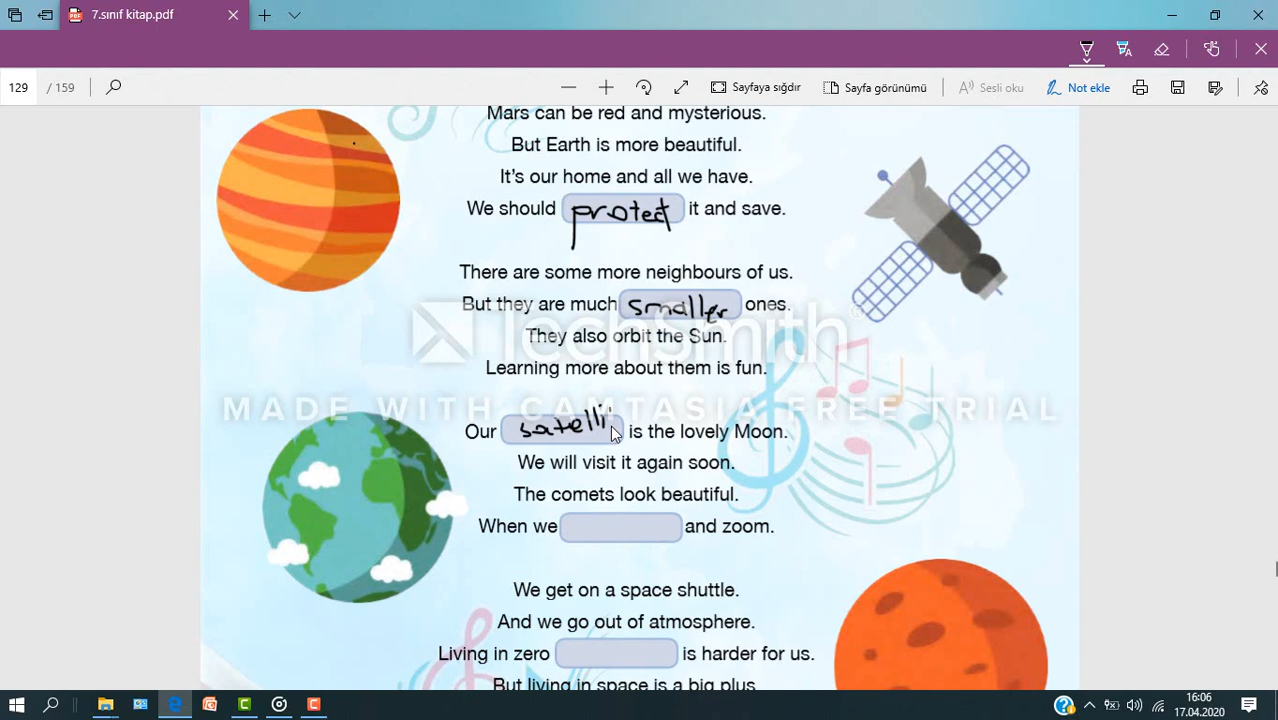 7.sınıf kitap.pdf
129 / 159
Sayfaya sığdır
Sayfa görünümü
Sesli oku
Not ekle
Mars can be red and mysterious.
But Earth is more beautiful.
It's our home and all we have.
We should protect it and save.
There are some more neighbours of us.
But they are much smaller ones.
They also orbit the Sun.
Learning more about them is fun.
TechSmith
MADE WITH CAMTASIA FREE TRIAL
Our satelli is the lovely Moon.
We will visit it again soon.
The comets look beautiful.
When we and zoom.
We get on a space shuttle.
And we go out of atmosphere.
Living in zero is harder for us.
But living in space is a big plus
16:06
17.04.2020